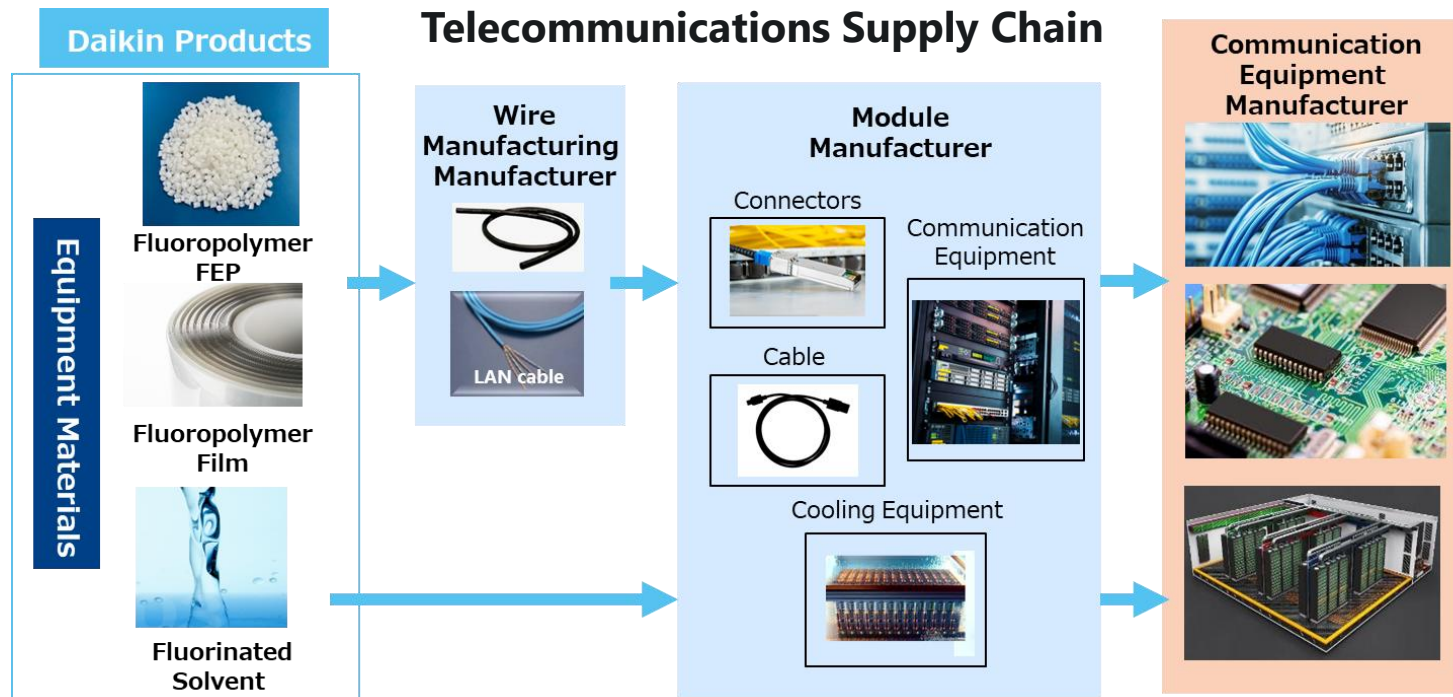 Telecommunications Supply Chain
Daikin Products
Equipment Materials
Fluoropolymer
FEP
Fluoropolymer
Film
Fluorinated
Solvent
Wire
Manufacturing
Manufacturer
LAN cable
Module
Manufacturer
Connectors
Communication
Equipment
Cable
Cooling Equipment
Communication
Equipment
Manufacturer